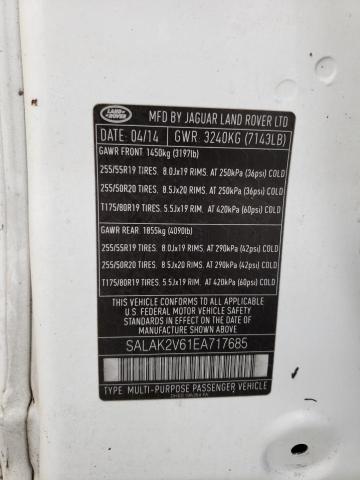 LAND ROVER
MFD BY JAGUAR LAND ROVER LTD
DATE: 04/14 GWR: 3240KG (7143LB)
GAWR FRONT: 1450kg (3197lb)
255/55R19 TIRES. 8.0Jx19 RIMS. AT 250kPa (36psi) COLD
255/50R20 TIRES. 8.5Jx20 RIMS. AT 250kPa (36psi) COLD
T175/80R19 TIRES. 5.5Jx19 RIMS. AT 420kPa (60psi) COLD
GAWR REAR: 1855kg (4090lb)
255/55R19 TIRES. 8.0Jx19 RIMS. AT 290kPa (42psi) COLD
255/50R20 TIRES. 8.5Jx20 RIMS. AT 290kPa (42psi) COLD
T175/80R19 TIRES. 5.5Jx19 RIMS. AT 420kPa (60psi) COLD
THIS VEHICLE CONFORMS TO ALL APPLICABLE
U.S. FEDERAL MOTOR VEHICLE SAFETY
STANDARDS IN EFFECT ON THE DATE OF
MANUFACTURE SHOWN ABOVE
SALAK2V61EA717685
TYPE: MULTI-PURPOSE PASSENGER VEHICLE